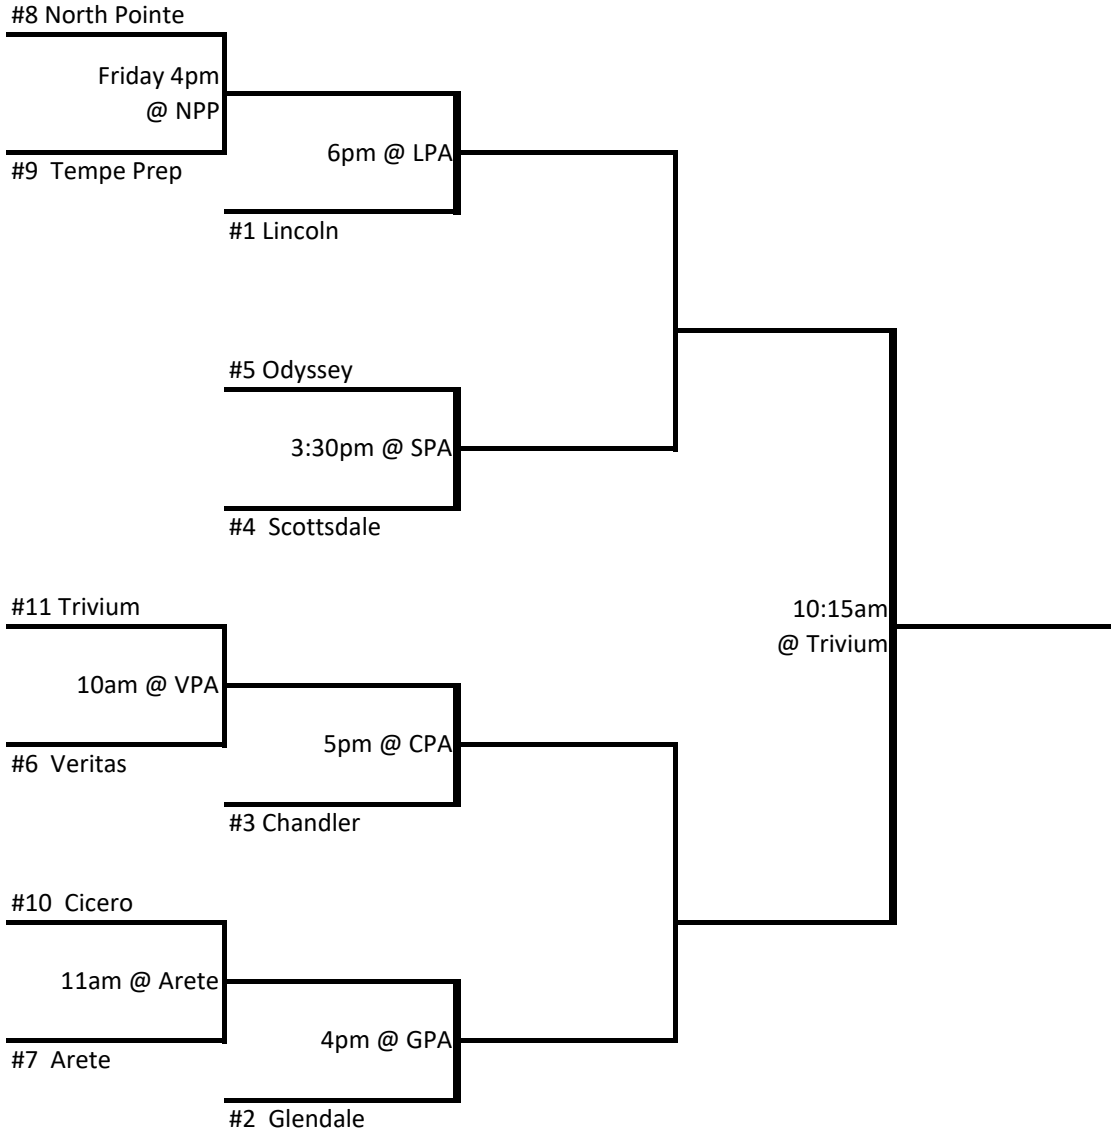 #8 North Pointe
Friday 4pm
@ NPP
#9  Tempe Prep
6pm @ LPA
#1 Lincoln
#5 Odyssey
3:30pm @ SPA
#4  Scottsdale
#11 Trivium
10am @ VPA
#6  Veritas
5pm @ CPA
#3 Chandler
10:15am
@ Trivium
#10  Cicero
11am @ Arete
#7  Arete
4pm @ GPA
#2  Glendale